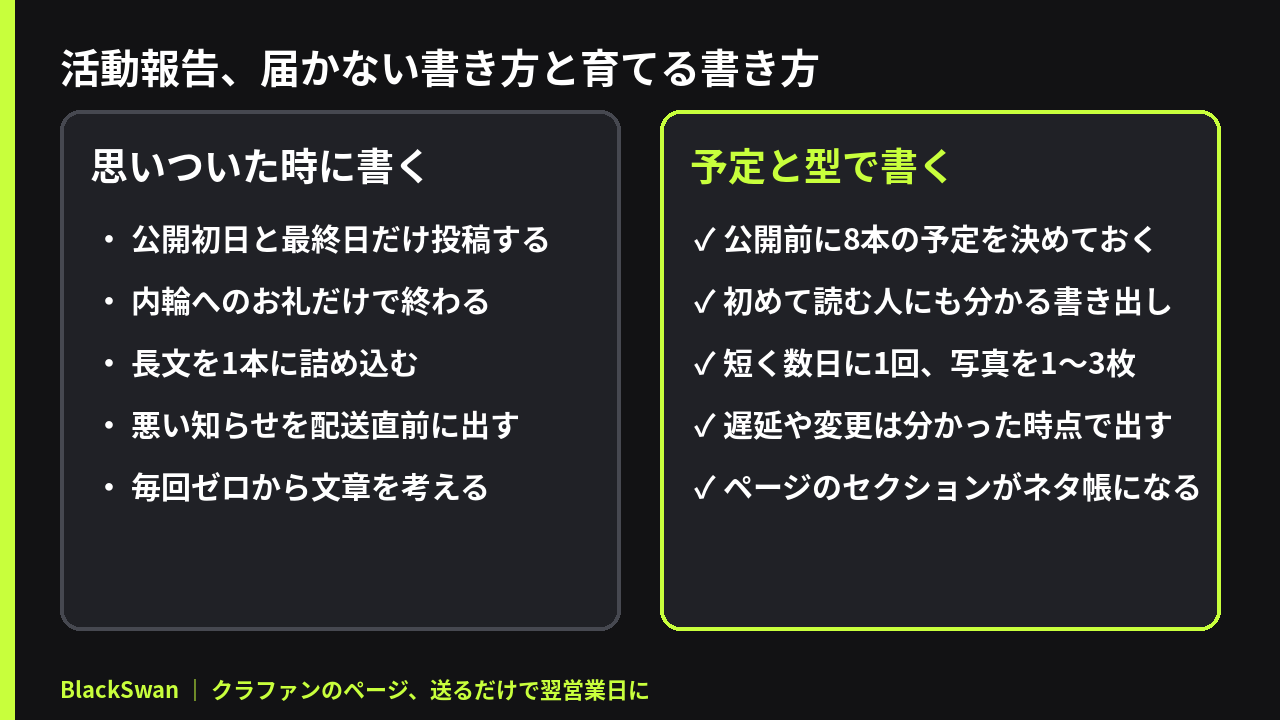 活動報告、届かない書き方と育てる書き方
思いついた時に書く
・ 公開初日と最終日だけ投稿する
・ 内輪へのお礼だけで終わる
・ 長文を1本に詰め込む
・ 悪い知らせを配送直前に出す
・ 毎回ゼロから文章を考える
予定と型で書く
✓ 公開前に8本の予定を決めておく
✓ 初めて読む人にも分かる書き出し
✓ 短く数日に1回、写真を1〜3枚
✓ 遅延や変更は分かった時点で出す
✓ ページのセクションがネタ帳になる
BlackSwan｜クラファンのページ、送るだけで翌営業日に